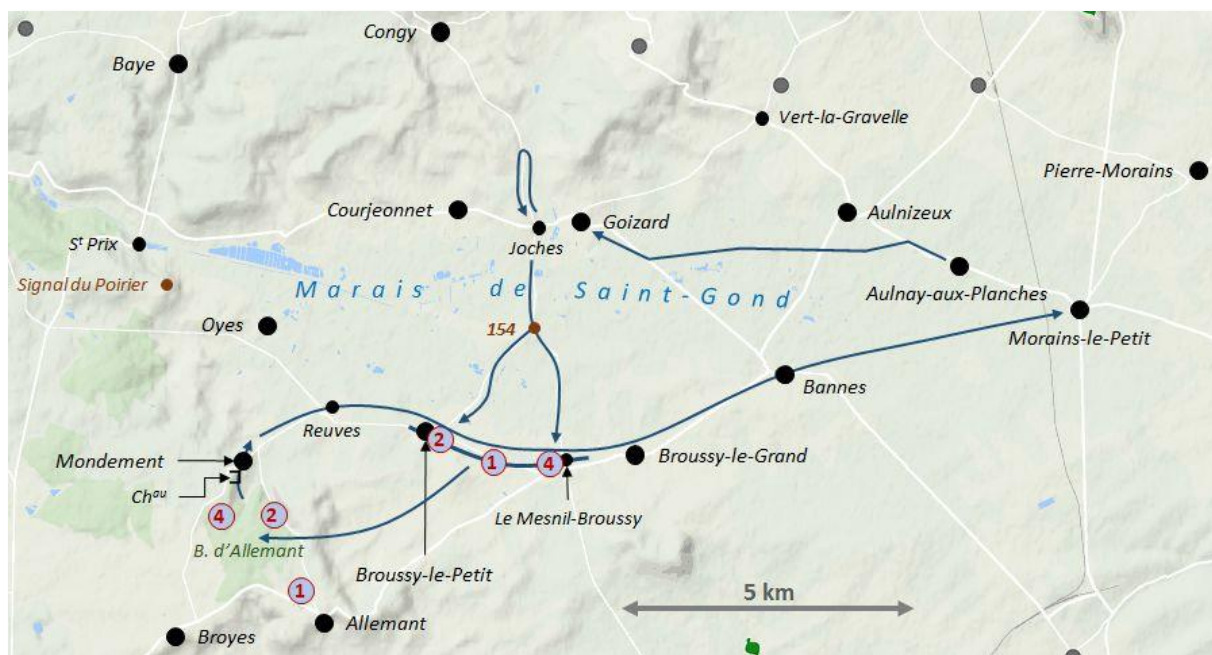 Congy
Baye
Vert-la-Gravelle
Pierre-Morains
Courjeonnet
Goizard
Aulnizeux
Sᵗ Prix
Joches
Signal du Poirier
Marais de Saint-Gond
Aulnay-aux-Planches
Oyes
154
Morains-le-Petit
Bannes
Reuves
2
Mondement
1
4
Broussy-le-Grand
Chᵃᵘ
4
2
Le Mesnil-Broussy
B. d'Allemant
Broussy-le-Petit
1
5 km
Allemant
Broyes